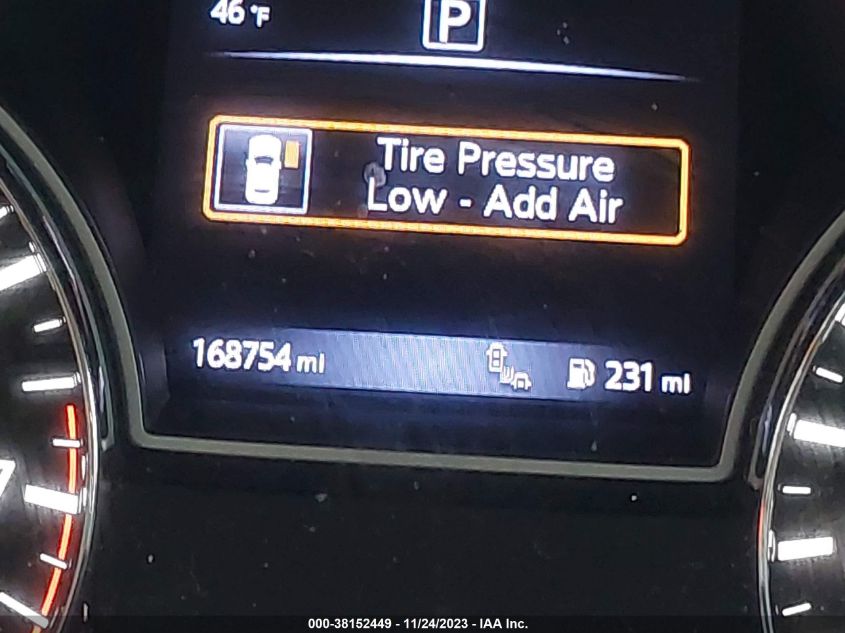 46 °F
P
Tire Pressure
Low - Add Air
168754 mi
231 mi
000-38152449 - 11/24/2023 - IAA Inc.